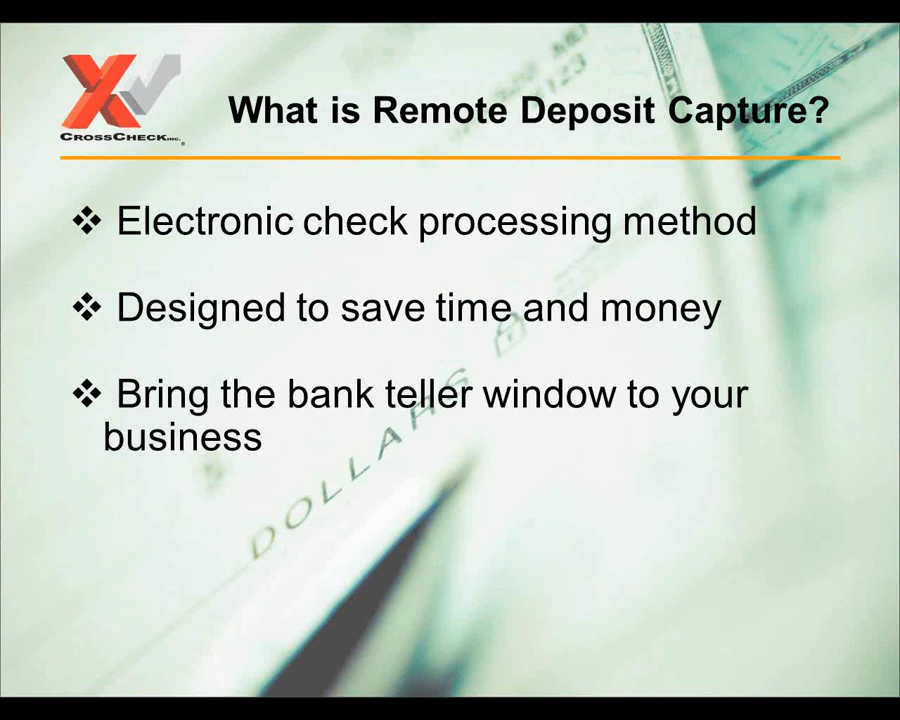 CROSSCHECK, INC.
What is Remote Deposit Capture?
❖ Electronic check processing method
❖ Designed to save time and money
❖ Bring the bank teller window to your
business
DOLLARS